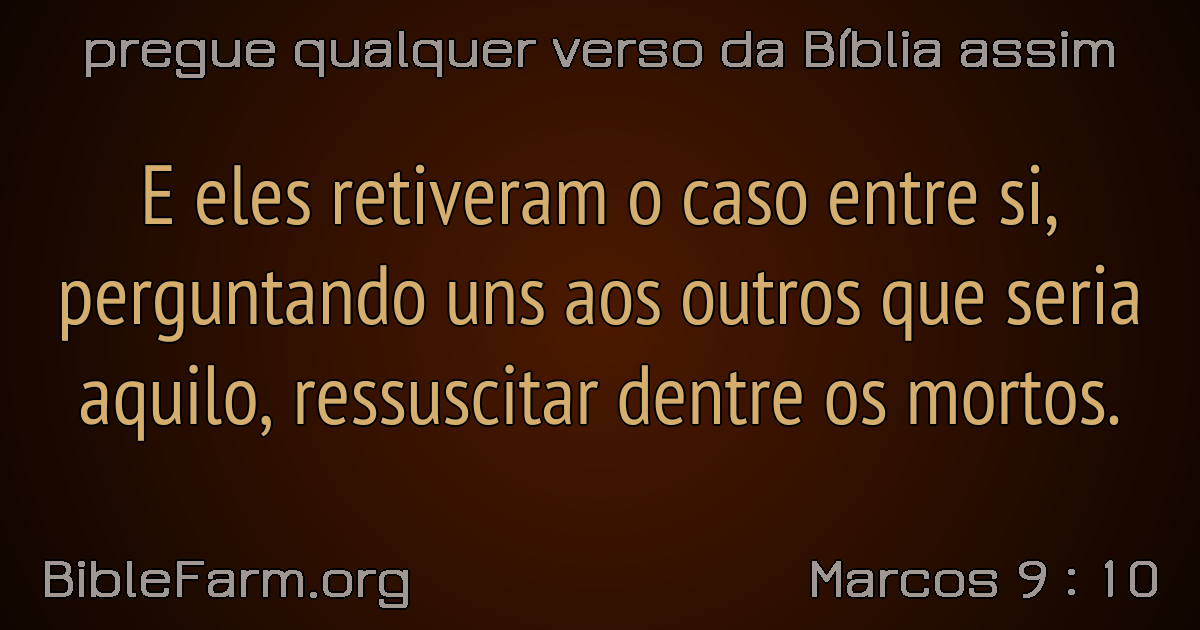 pregue qualquer verso da Bíblia assim
E eles retiveram o caso entre si,
perguntando uns aos outros que seria
aquilo, ressuscitar dentre os mortos.
BibleFarm.org
Marcos 9 : 10